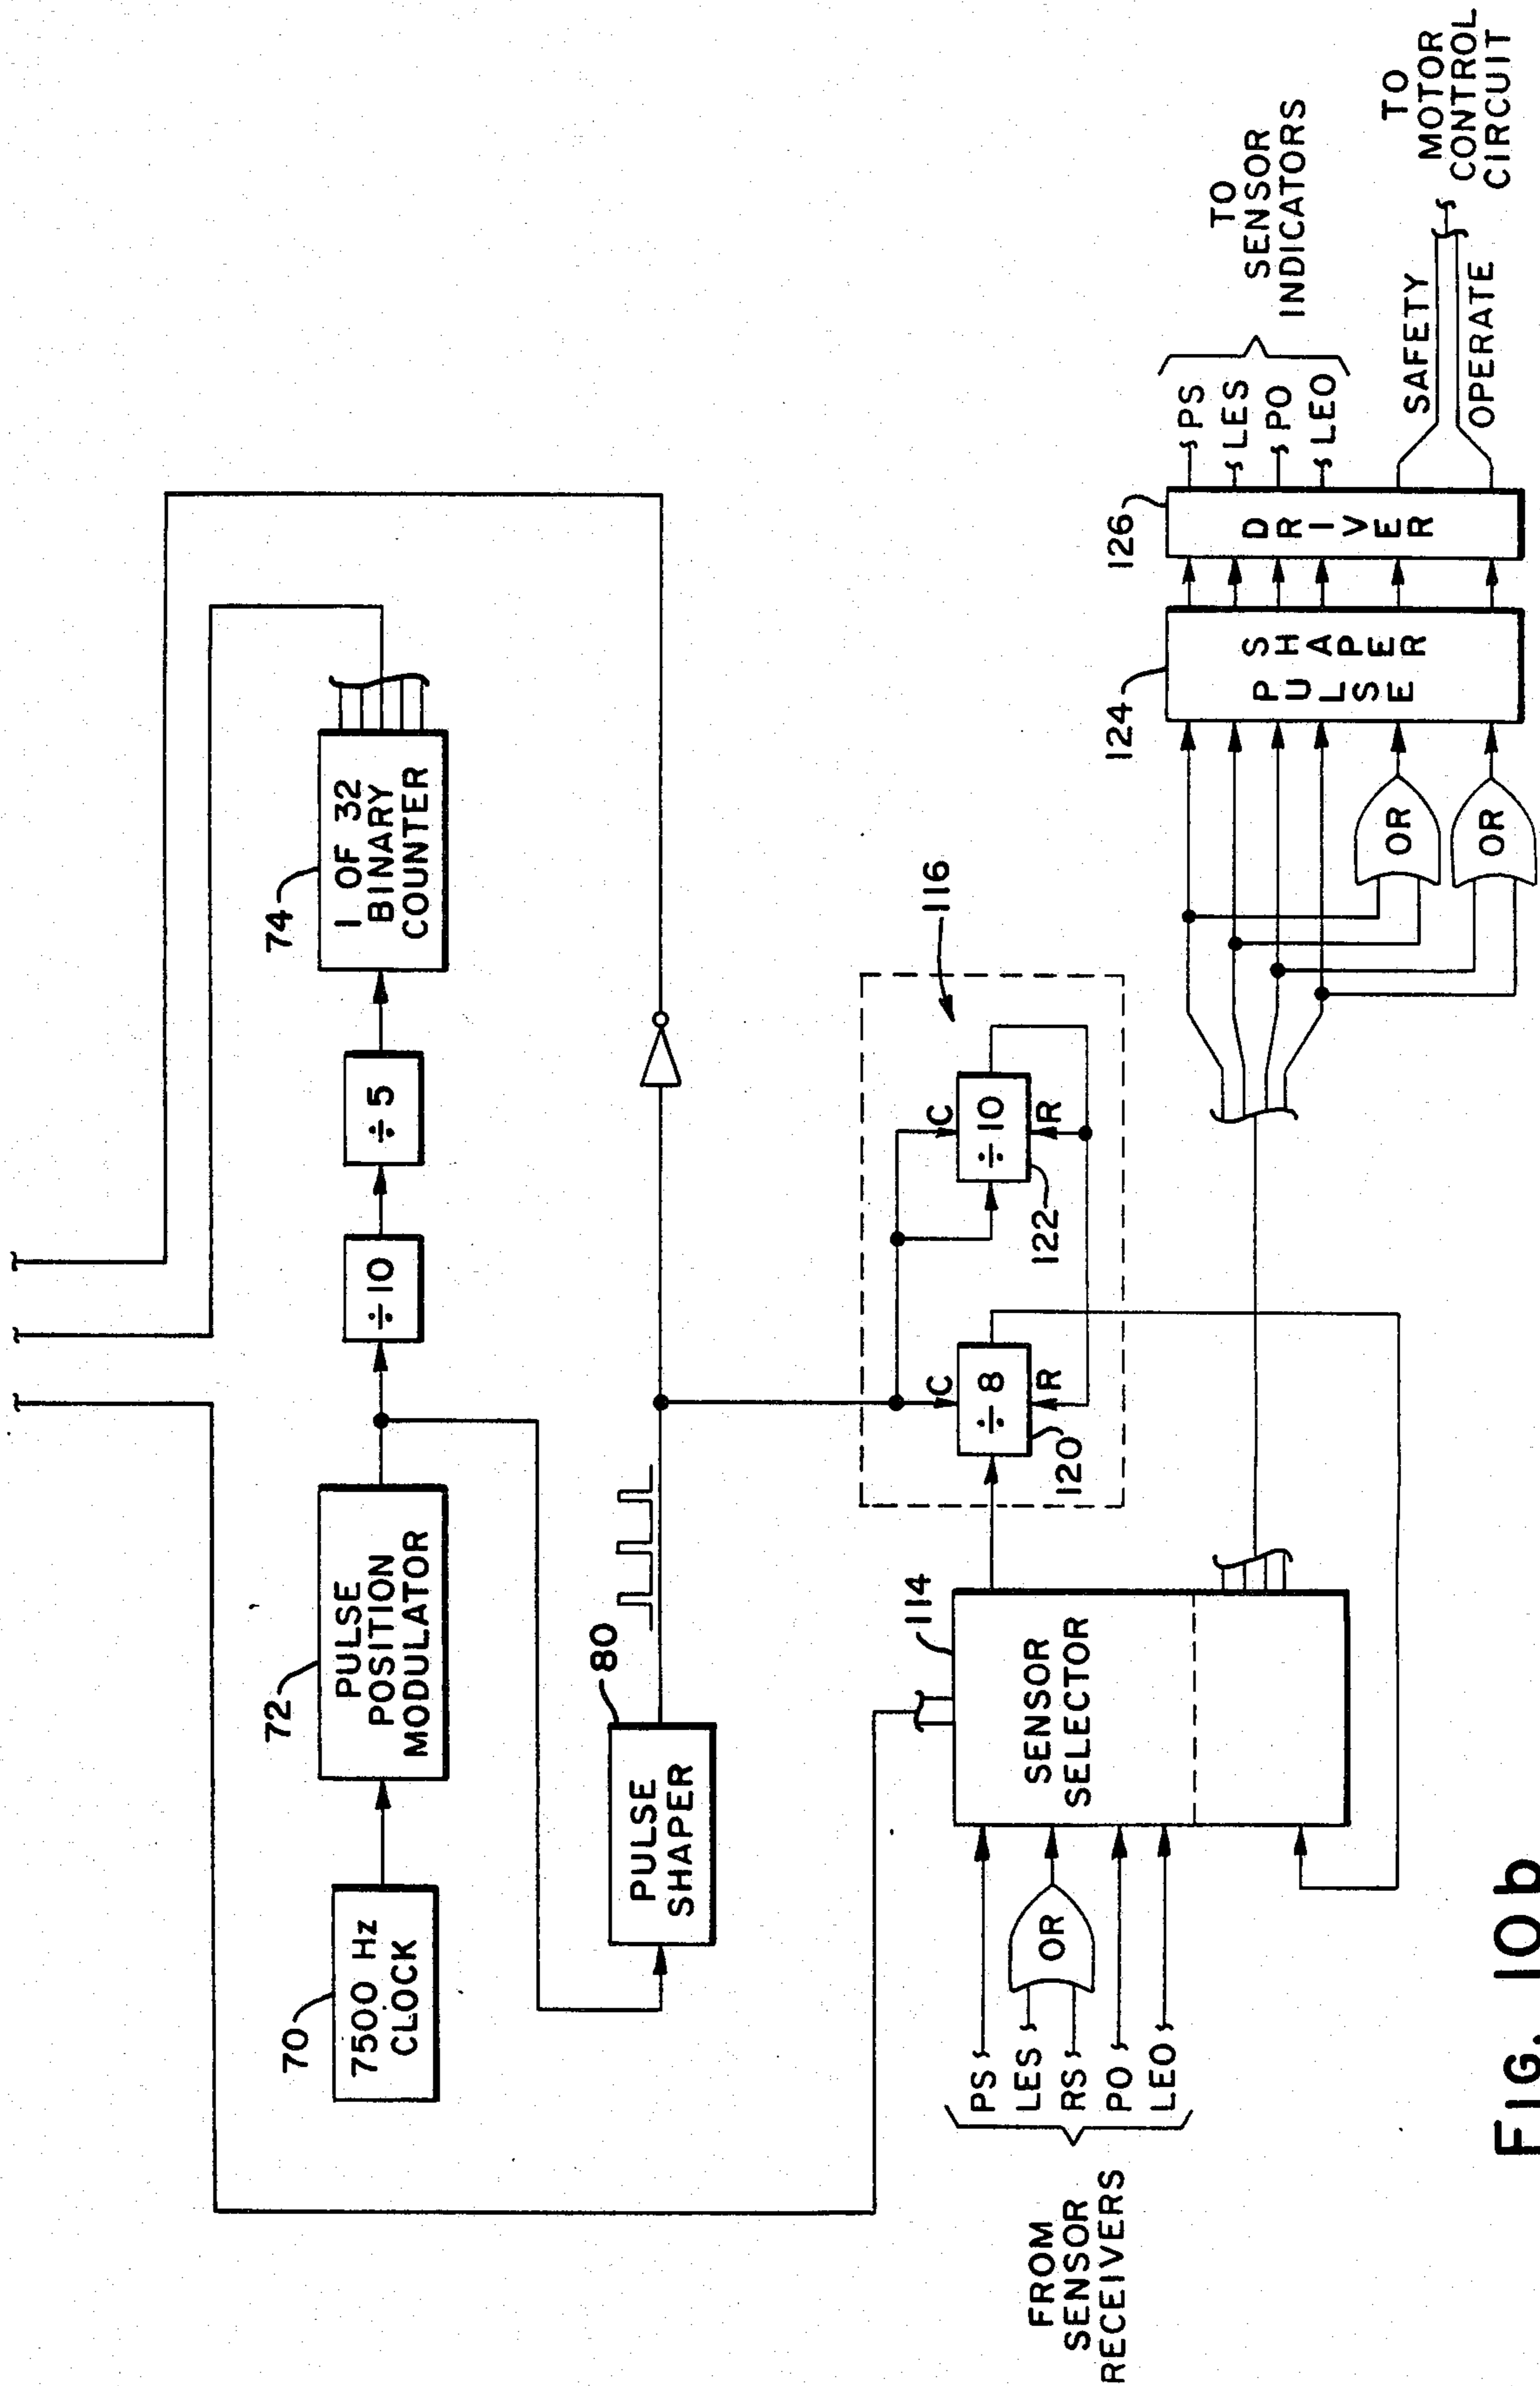 70
7500 Hz
CLOCK
72
PULSE
POSITION
MODULATOR
÷10
÷5
74
1 OF 32
BINARY
COUNTER
80
PULSE
SHAPER
116
C
÷8
R
120
C
÷10
R
122
FROM
SENSOR
RECEIVERS
PS
LES
RS
PO
LEO
OR
114
SENSOR
SELECTOR
OR
OR
124
SHAPER
PULSE
126
DRIVER
PS
LES
PO
LEO
TO
SENSOR
INDICATORS
SAFETY
OPERATE
TO
MOTOR
CONTROL
CIRCUIT
FIG. 10b